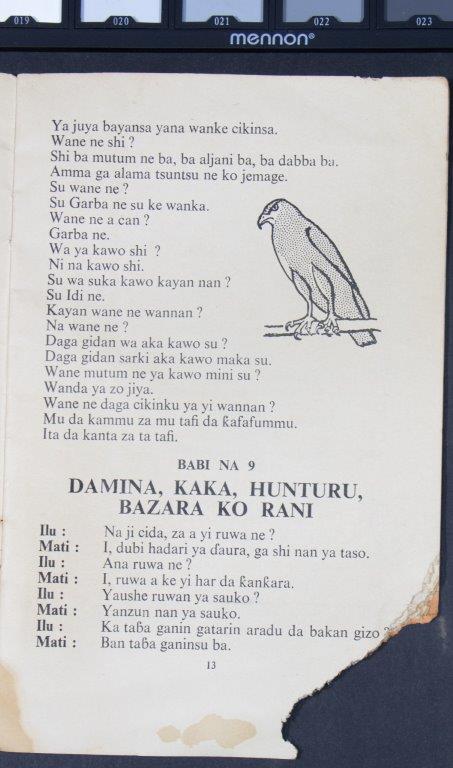 019 020 021 022 023
mennon®
Ya juya bayansa yana wanke cikinsa.
Wane ne shi ?
Shi ba mutum ne ba, ba aljani ba, ba dabba ba.
Amma ga alama tsuntsu ne ko jemage.
Su wane ne ?
Su Garba ne su ke wanka.
Wane ne a can ?
Garba ne.
Wa ya kawo shi ?
Ni na kawo shi.
Su wa suka kawo kayan nan ?
Su Idi ne.
Kayan wane ne wannan ?
Na wane ne ?
Daga gidan wa aka kawo su ?
Daga gidan sarki aka kawo maka su.
Wane mutum ne ya kawo mini su ?
Wanda ya zo jiya.
Wane ne daga cikinku ya yi wannan ?
Mu da kammu za mu tafi da ƙafafummu.
Ita da kanta za ta tafi.
BABI NA 9
DAMINA, KAKA, HUNTURU,
BAZARA KO RANI
Ilu : Na ji cida, za a yi ruwa ne ?
Mati : I, dubi hadari ya ɗaura, ga shi nan ya taso.
Ilu : Ana ruwa ne ?
Mati : I, ruwa a ke yi har da ƙanƙara.
Ilu : Yaushe ruwan ya sauko ?
Mati : Yanzun nan ya sauko.
Ilu : Ka taɓa ganin gatarin aradu da bakan gizo ?
Mati : Ban taɓa ganinsu ba.
13